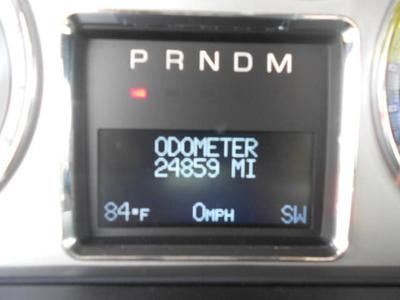 P R N D M
ODOMETER
24859 MI
84°F 0MPH SW